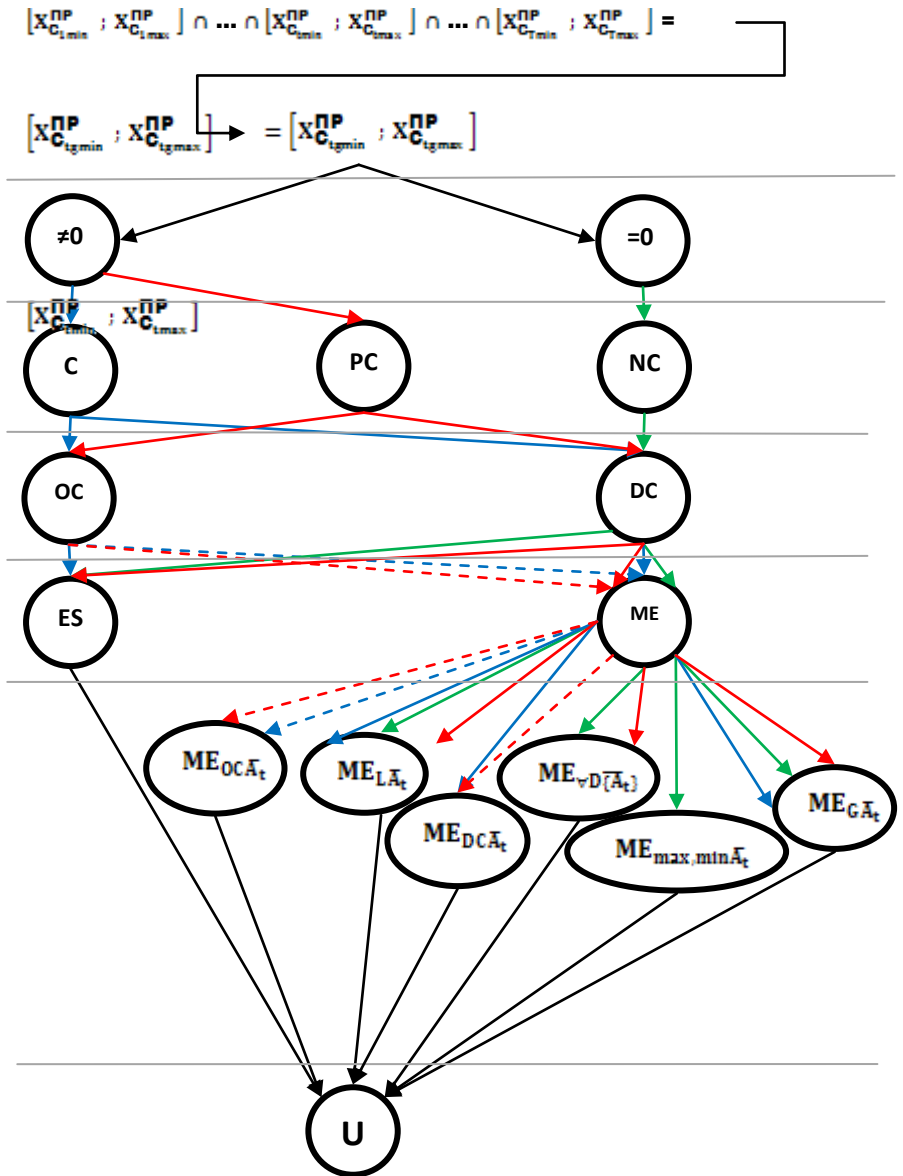 [X^ПР_C1min ; X^ПР_C1max] ∩ ... ∩ [X^ПР_Ctmin ; X^ПР_Ctmax] ∩ ... ∩ [X^ПР_CTmin ; X^ПР_CTmax] =
[X^ПР_Ctgmin ; X^ПР_Ctgmax] = [X^ПР_Ctgmin ; X^ПР_Ctgmax]
≠0 =0
[X^ПР_Ctmin ; X^ПР_Ctmax]
C PC NC
OC DC
ES ME
ME_OCĀt ME_LĀt ME_DCĀt ME_∀D{Āt} ME_max,minĀt ME_GĀt
U